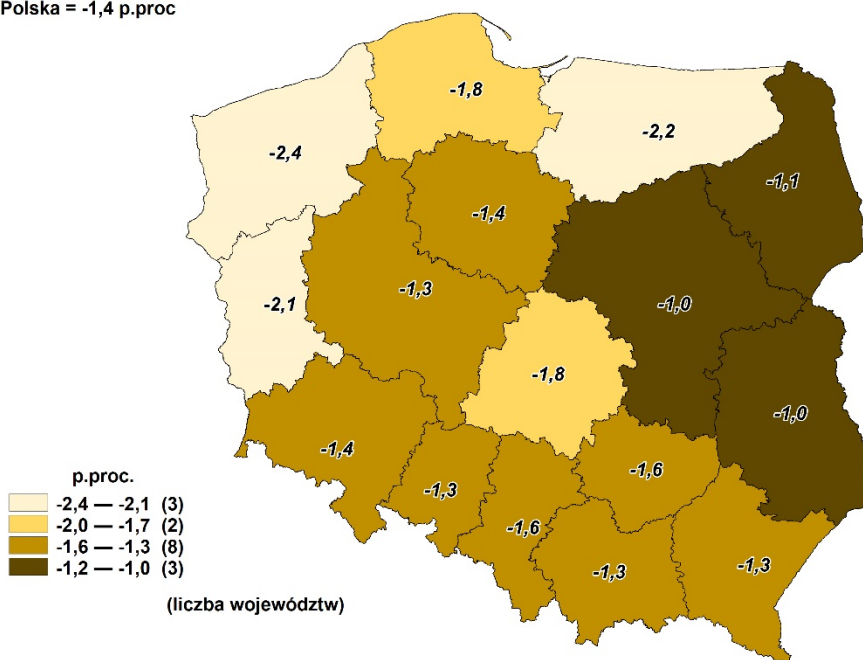 Polska = -1,4 p.proc
-1,8
-2,2
-2,4
-1,1
-1,4
-1,3
-2,1
-1,0
-1,8
-1,0
-1,4
-1,6
-1,3
-1,6
-1,3
-1,3
p.proc.
-2,4 — -2,1 (3)
-2,0 — -1,7 (2)
-1,6 — -1,3 (8)
-1,2 — -1,0 (3)
(liczba województw)